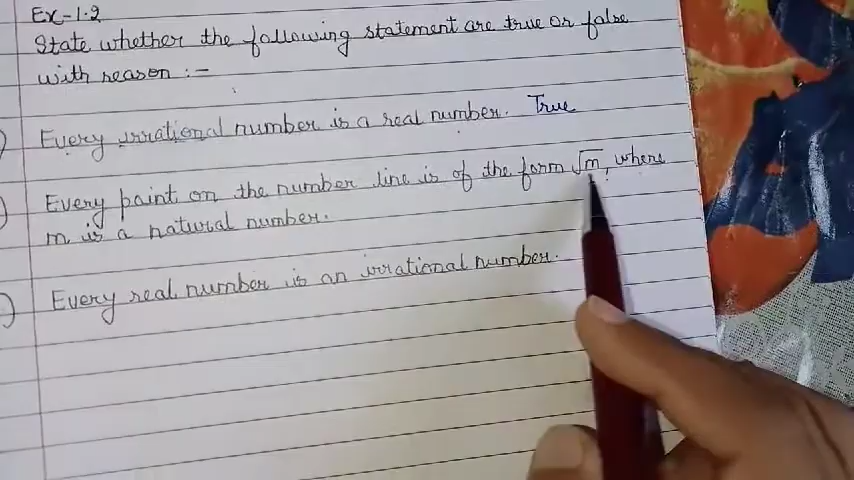 Ex-1.2
State whether the following statement are true or false
with reason :-
Every irrational number is a real number. True
Every paint on the number line is of the form √m, where
m is a natural number.
Every real number is an irrational number.